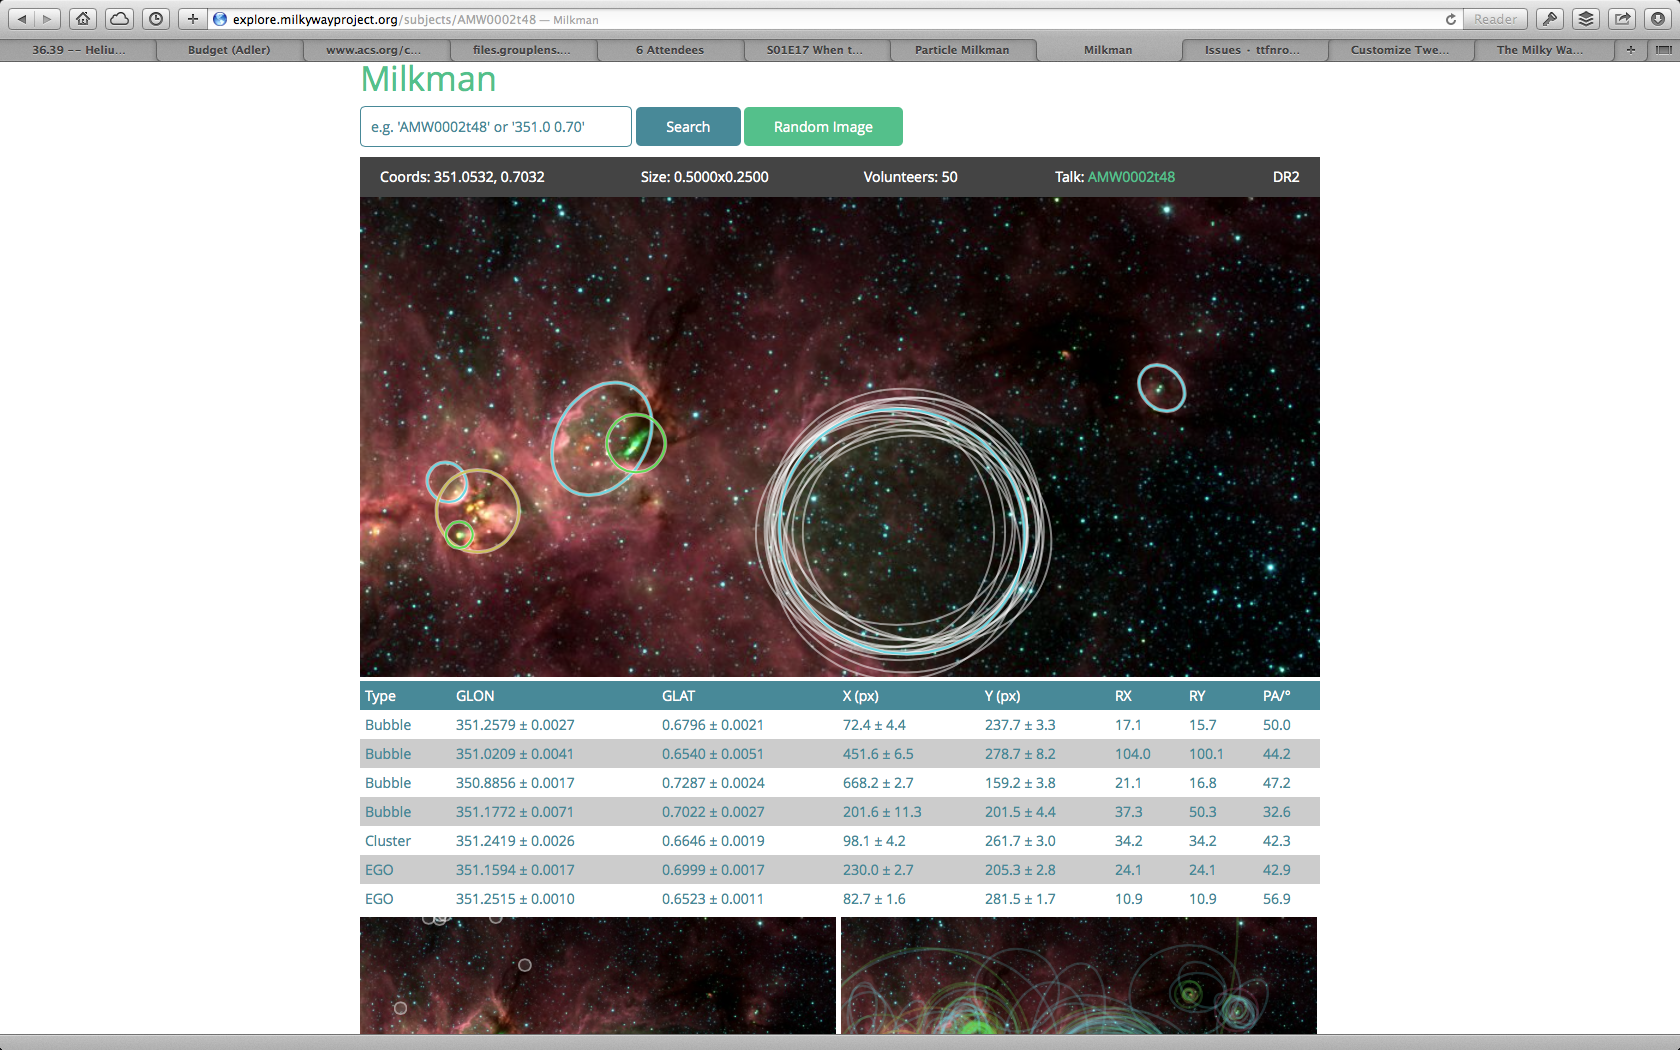 explore.milkywayproject.org/subjects/AMW0002t48 — Milkman
Reader
36.39 -- Heliu...
Budget (Adler)
www.acs.org/c...
files.grouplens....
6 Attendees
S01E17 When t...
Particle Milkman
Milkman
Issues · ttfnro...
Customize Twe...
The Milky Wa...
Milkman
e.g. 'AMW0002t48' or '351.0 0.70'
Search
Random Image
Coords: 351.0532, 0.7032 Size: 0.5000x0.2500 Volunteers: 50 Talk: AMW0002t48 DR2
Type GLON GLAT X (px) Y (px) RX RY PA/°
Bubble 351.2579 ± 0.0027 0.6796 ± 0.0021 72.4 ± 4.4 237.7 ± 3.3 17.1 15.7 50.0
Bubble 351.0209 ± 0.0041 0.6540 ± 0.0051 451.6 ± 6.5 278.7 ± 8.2 104.0 100.1 44.2
Bubble 350.8856 ± 0.0017 0.7287 ± 0.0024 668.2 ± 2.7 159.2 ± 3.8 21.1 16.8 47.2
Bubble 351.1772 ± 0.0071 0.7022 ± 0.0027 201.6 ± 11.3 201.5 ± 4.4 37.3 50.3 32.6
Cluster 351.2419 ± 0.0026 0.6646 ± 0.0019 98.1 ± 4.2 261.7 ± 3.0 34.2 34.2 42.3
EGO 351.1594 ± 0.0017 0.6999 ± 0.0017 230.0 ± 2.7 205.3 ± 2.8 24.1 24.1 42.9
EGO 351.2515 ± 0.0010 0.6523 ± 0.0011 82.7 ± 1.6 281.5 ± 1.7 10.9 10.9 56.9